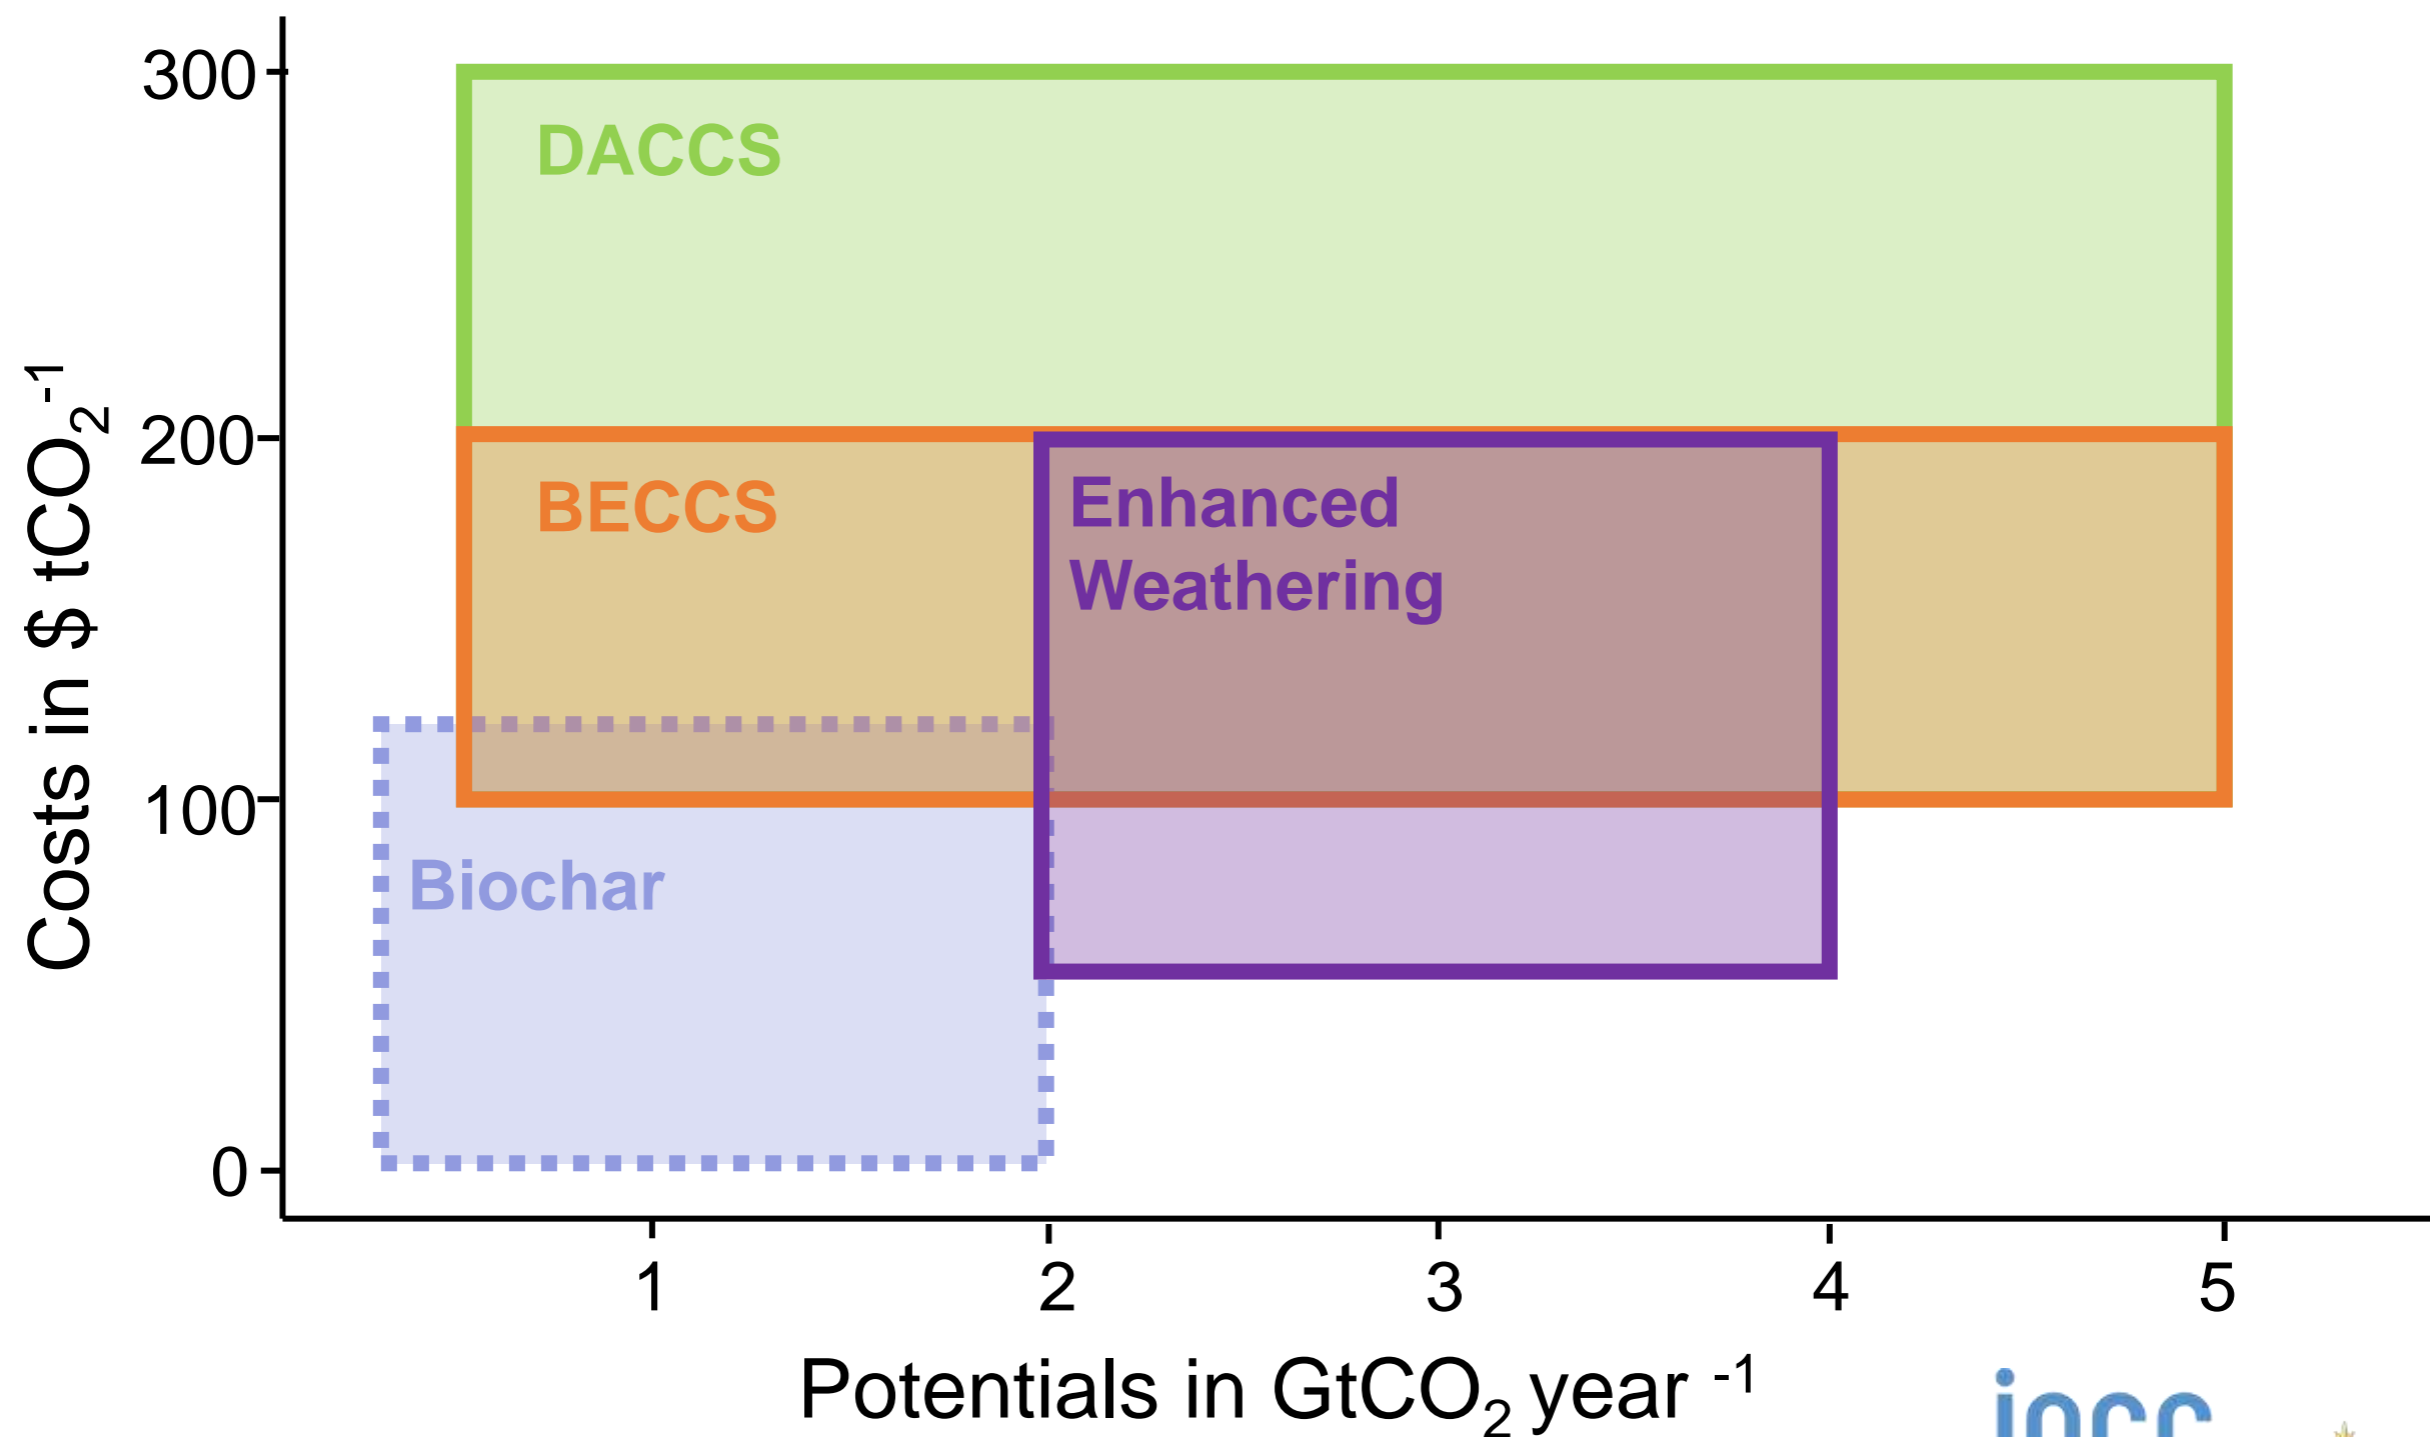 300
200
100
0
Costs in $ tCO₂⁻¹
DACCS
BECCS
Enhanced
Weathering
Biochar
1 2 3 4 5
Potentials in GtCO₂ year ⁻¹